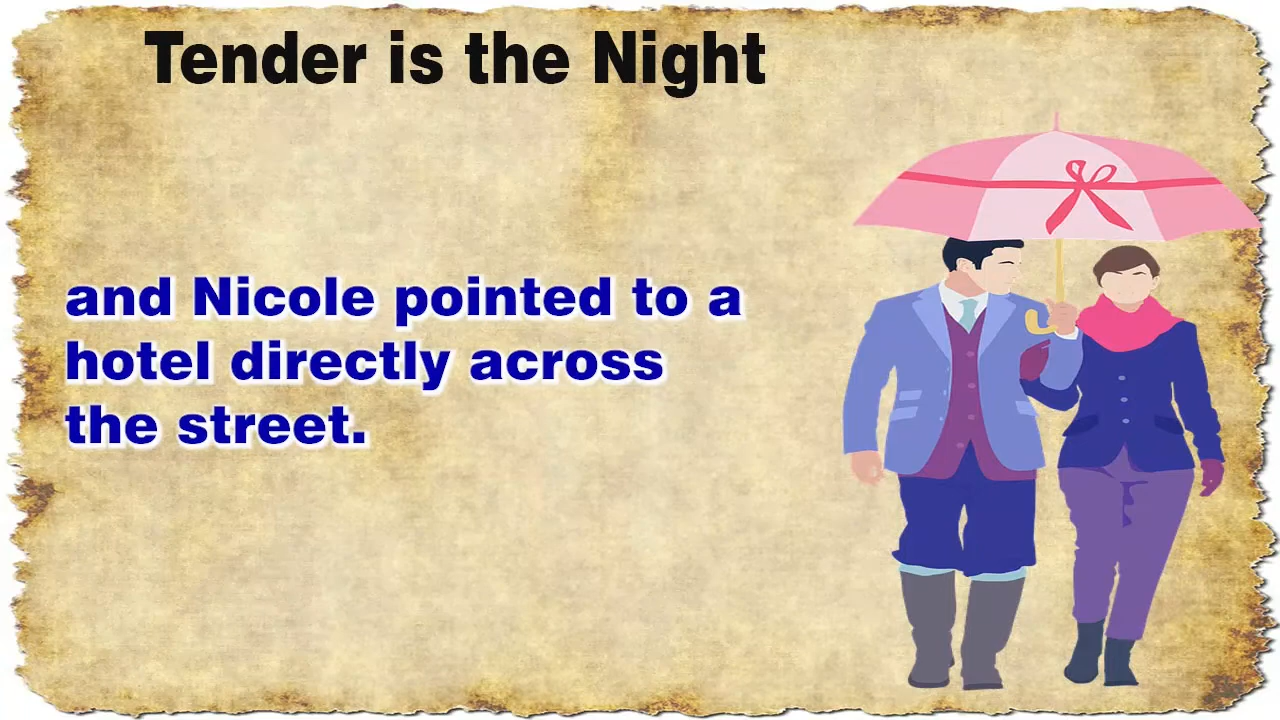 Tender is the Night
and Nicole pointed to a
hotel directly across
the street.